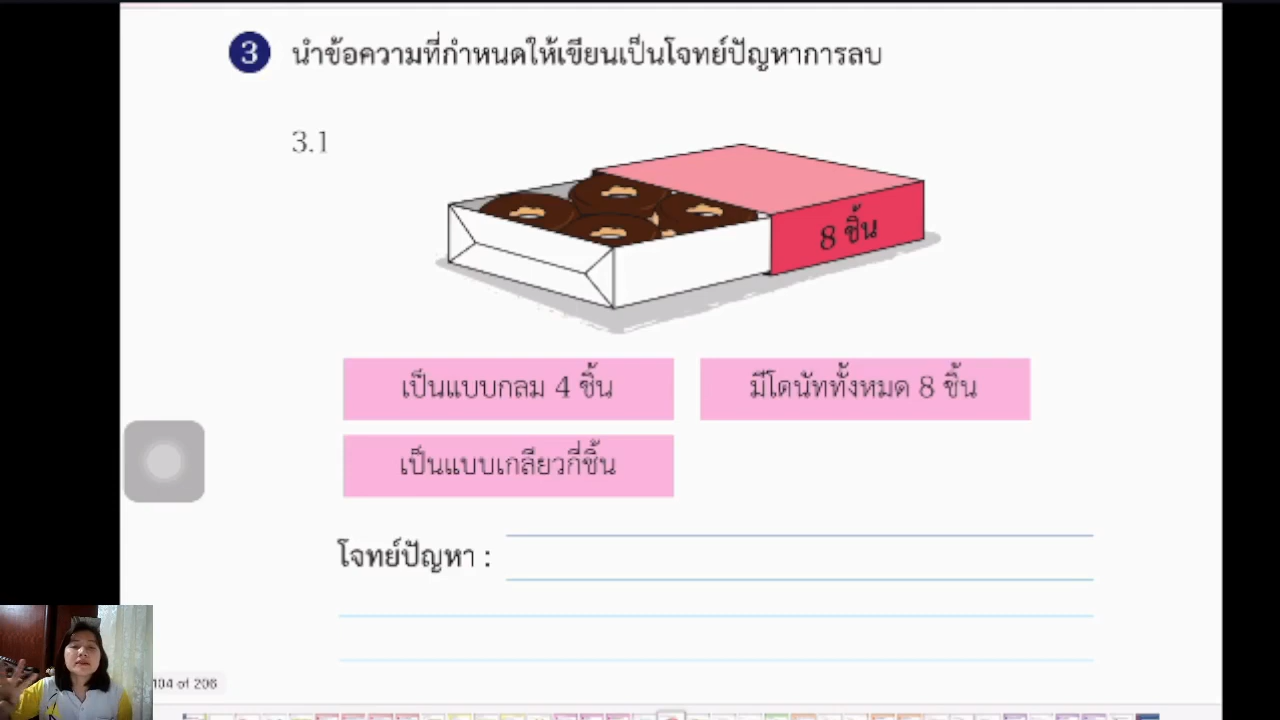 3 นำข้อความที่กำหนดให้เขียนเป็นโจทย์ปัญหาการลบ
3.1
8 ชิ้น
เป็นแบบกลม 4 ชิ้น
มีโดนัททั้งหมด 8 ชิ้น
เป็นแบบเกลียวกี่ชิ้น
โจทย์ปัญหา :
104 of 206